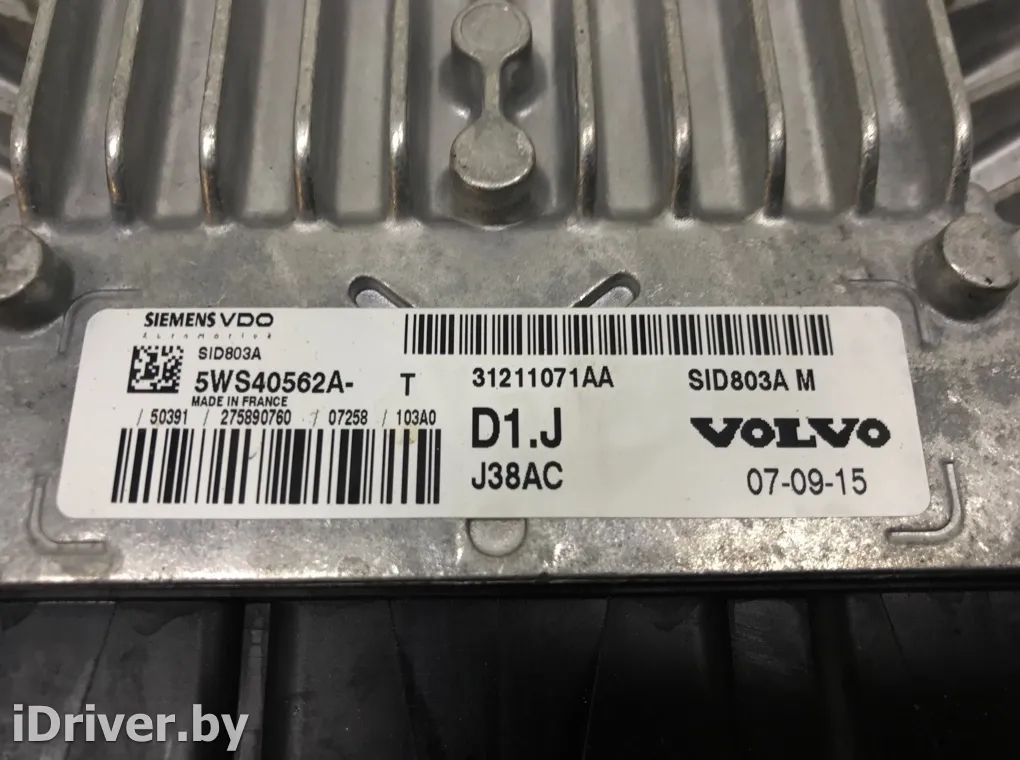 SIEMENS VDO
Automotive
SID803A
5WS40562A- T
MADE IN FRANCE
/ 50391 / 275890760 / 07258 / 103A0
31211071AA SID803A M
D1.J VOLVO
J38AC 07-09-15
iDriver.by